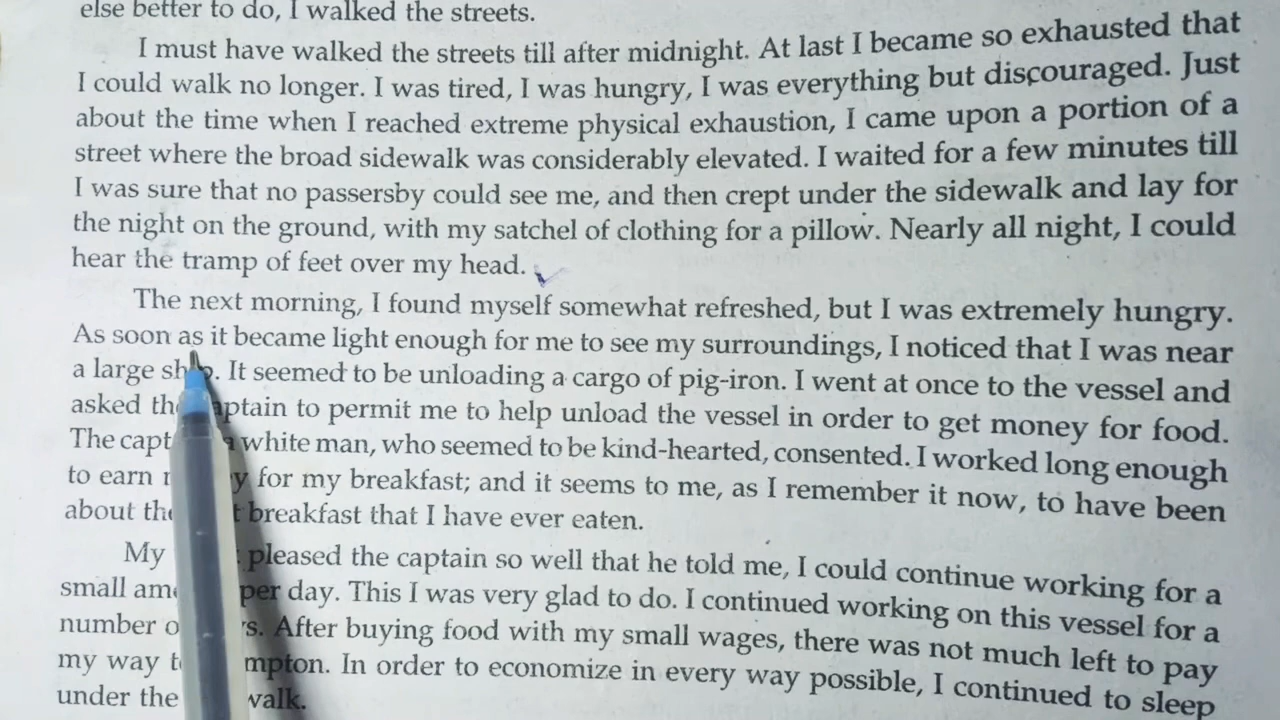 else better to do, I walked the streets.
I must have walked the streets till after midnight. At last I became so exhausted that
I could walk no longer. I was tired, I was hungry, I was everything but discouraged. Just
about the time when I reached extreme physical exhaustion, I came upon a portion of a
street where the broad sidewalk was considerably elevated. I waited for a few minutes till
I was sure that no passersby could see me, and then crept under the sidewalk and lay for
the night on the ground, with my satchel of clothing for a pillow. Nearly all night, I could
hear the tramp of feet over my head.
The next morning, I found myself somewhat refreshed, but I was extremely hungry.
As soon as it became light enough for me to see my surroundings, I noticed that I was near
a large ship. It seemed to be unloading a cargo of pig-iron. I went at once to the vessel and
asked the captain to permit me to help unload the vessel in order to get money for food.
The white man, who seemed to be kind-hearted, consented. I worked long enough
to earn for my breakfast; and it seems to me, as I remember it now, to have been
about breakfast that I have ever eaten.
My pleased the captain so well that he told me, I could continue working for a
small per day. This I was very glad to do. I continued working on this vessel for a
number After buying food with my small wages, there was not much left to pay
my way In order to economize in every way possible, I continued to sleep
under the